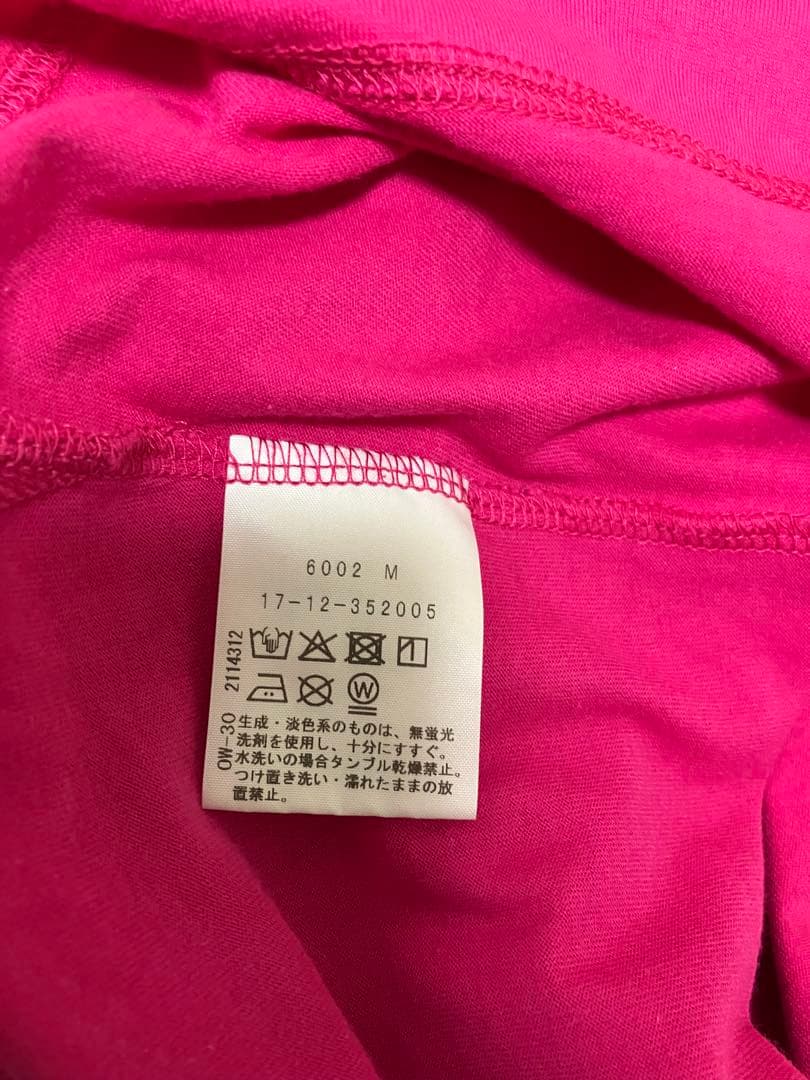 6002 M
17-12-352005
2114312
W
OW-30
生成・淡色系のものは、無蛍光
洗剤を使用し、十分にすすぐ。
水洗いの場合タンブル乾燥禁止。
つけ置き洗い・濡れたままの放
置禁止。